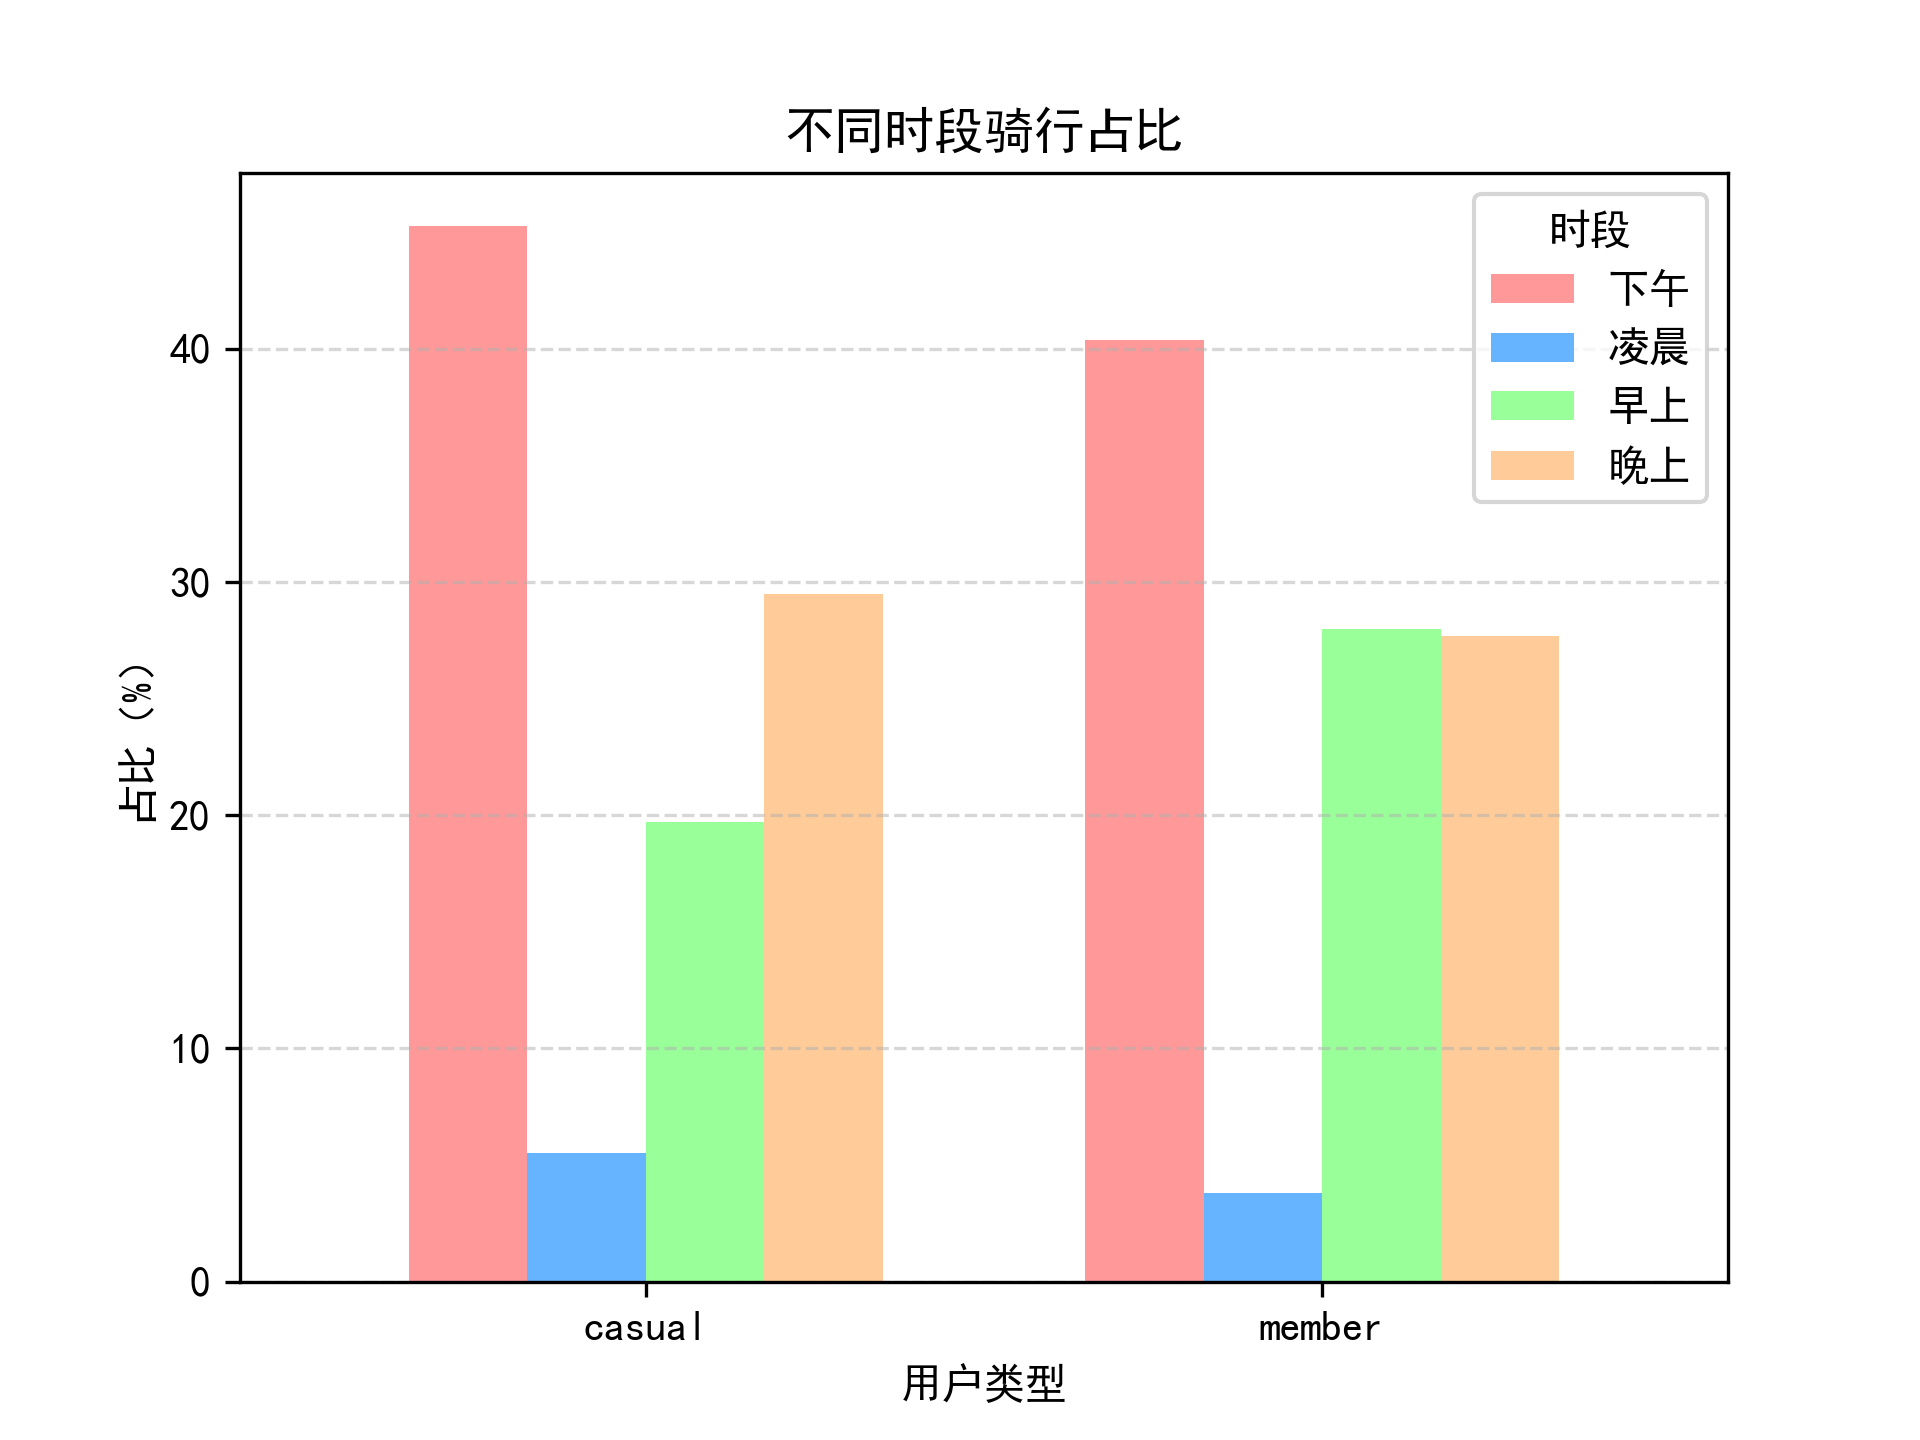 不同时段骑行占比
时段
下午
凌晨
早上
晚上
40
30
20
10
0
占比 (%)
casual
member
用户类型